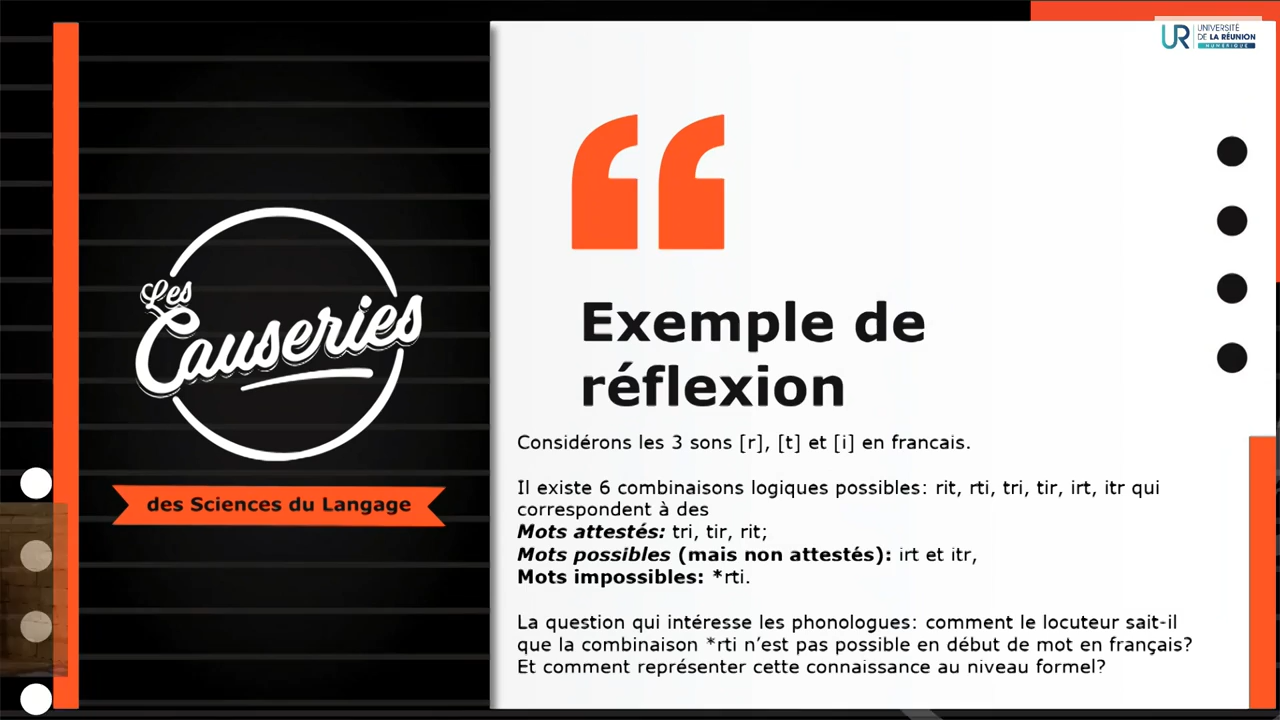 UR UNIVERSITÉ
DE LA RÉUNION
NUMÉRIQUE
Les
Causeries
des Sciences du Langage
“
Exemple de
réflexion
Considérons les 3 sons [r], [t] et [i] en francais.
Il existe 6 combinaisons logiques possibles: rit, rti, tri, tir, irt, itr qui
correspondent à des
Mots attestés: tri, tir, rit;
Mots possibles (mais non attestés): irt et itr,
Mots impossibles: *rti.
La question qui intéresse les phonologues: comment le locuteur sait-il
que la combinaison *rti n’est pas possible en début de mot en français?
Et comment représenter cette connaissance au niveau formel?